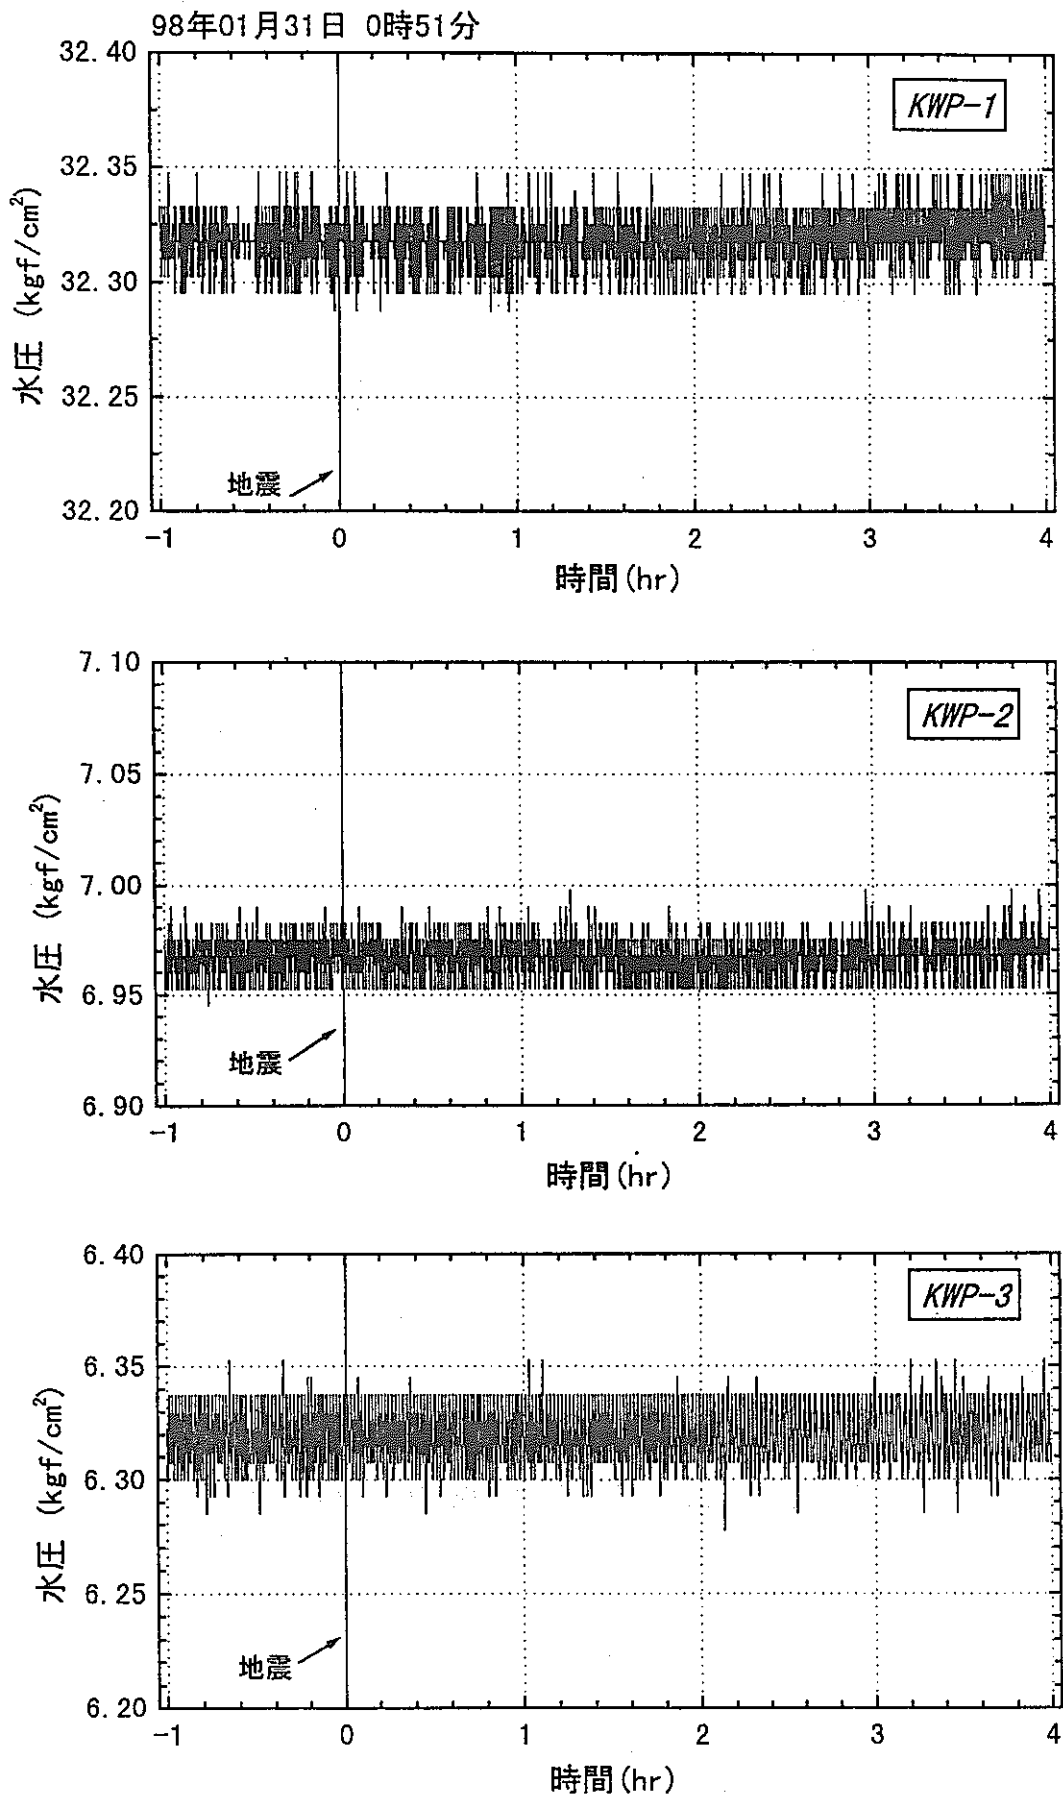 98年01月31日 0時51分
KWP-1
水圧 (kgf/cm²)
32.40
32.35
32.30
32.25
32.20
地震
-1 0 1 2 3 4
時間(hr)
KWP-2
水圧 (kgf/cm²)
7.10
7.05
7.00
6.95
6.90
地震
-1 0 1 2 3 4
時間(hr)
KWP-3
水圧 (kgf/cm²)
6.40
6.35
6.30
6.25
6.20
地震
-1 0 1 2 3 4
時間(hr)